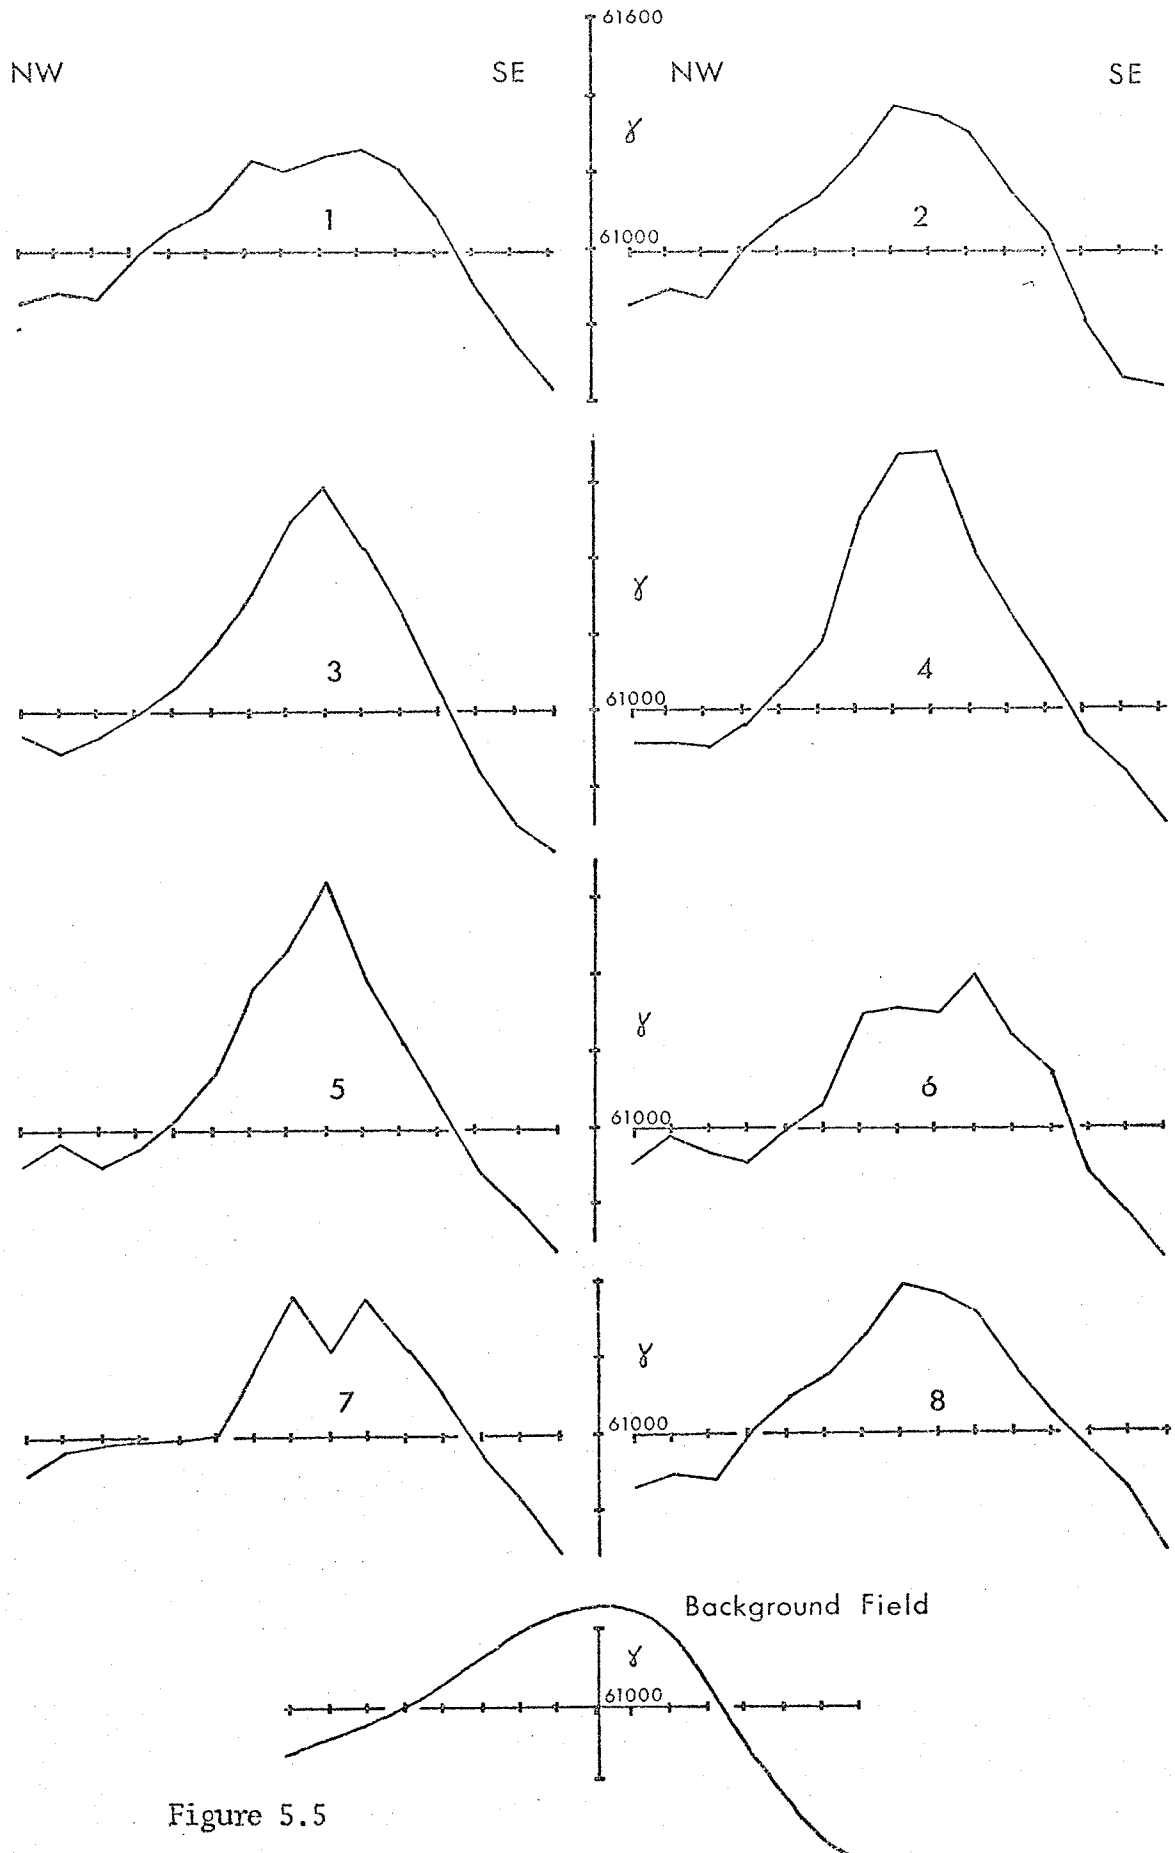 61600
NW SE NW SE
γ
1 61000 2
γ
3 61000 4
γ
5 61000 6
γ
7 61000 8
Background Field
γ
61000
Figure 5.5